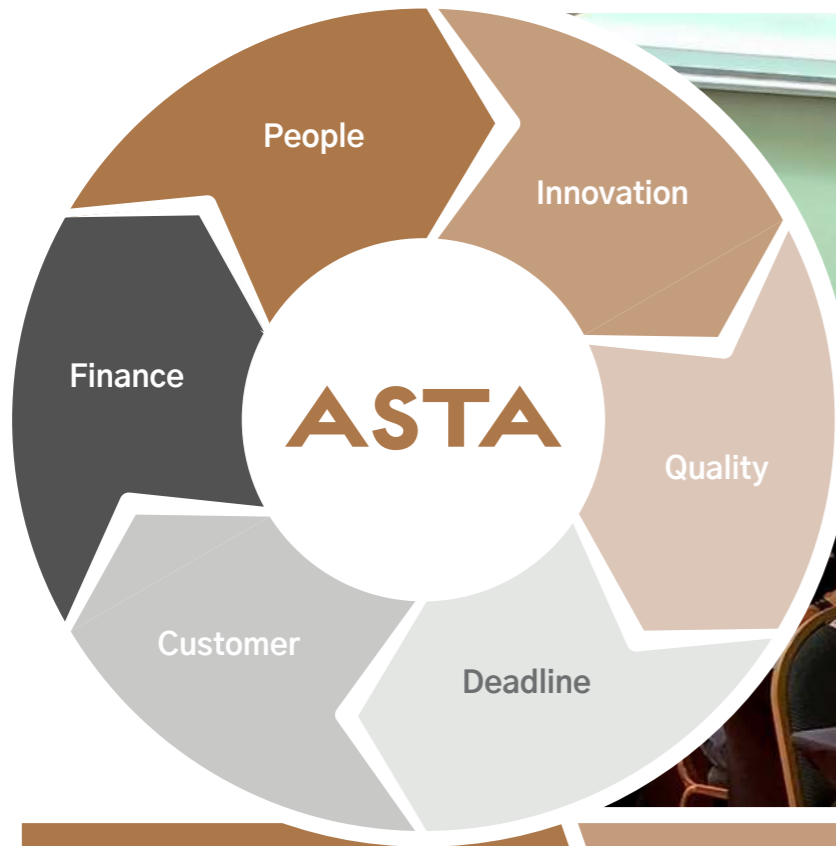 People
Innovation
Quality
Deadline
Customer
Finance
ASTA